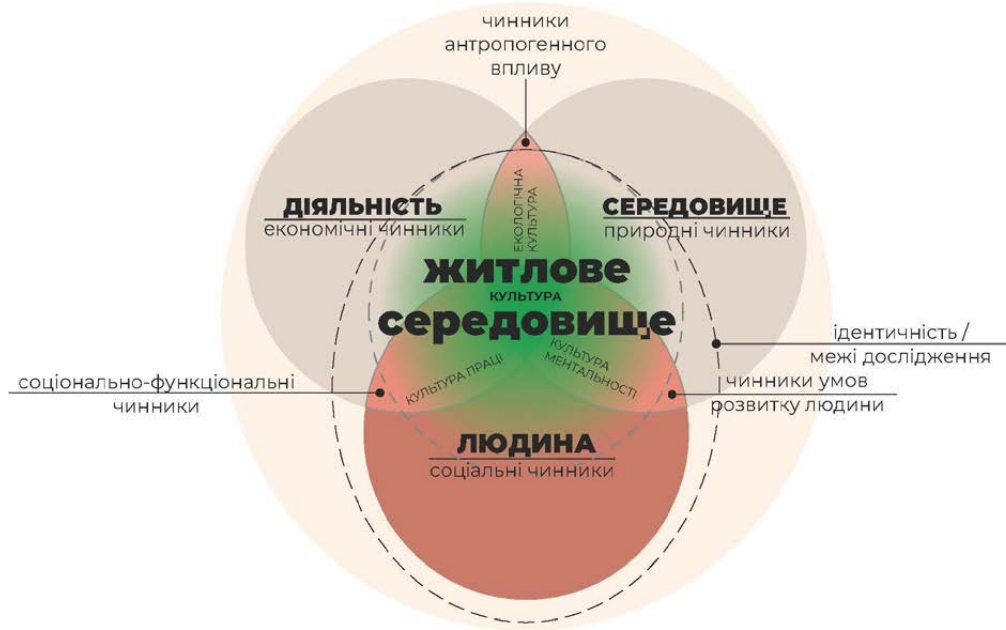 чинники
антропогенного
впливу
ДІЯЛЬНІСТЬ
економічні чинники
СЕРЕДОВИЩЕ
природні чинники
ЕКОЛОГІЧНА
КУЛЬТУРА
житлове
КУЛЬТУРА
середовище
КУЛЬТУРА ПРАЦІ
КУЛЬТУРА
МЕНТАЛЬНОСТІ
ідентичність /
межі дослідження
соціонально-функціональні
чинники
чинники умов
розвитку людини
ЛЮДИНА
соціальні чинники